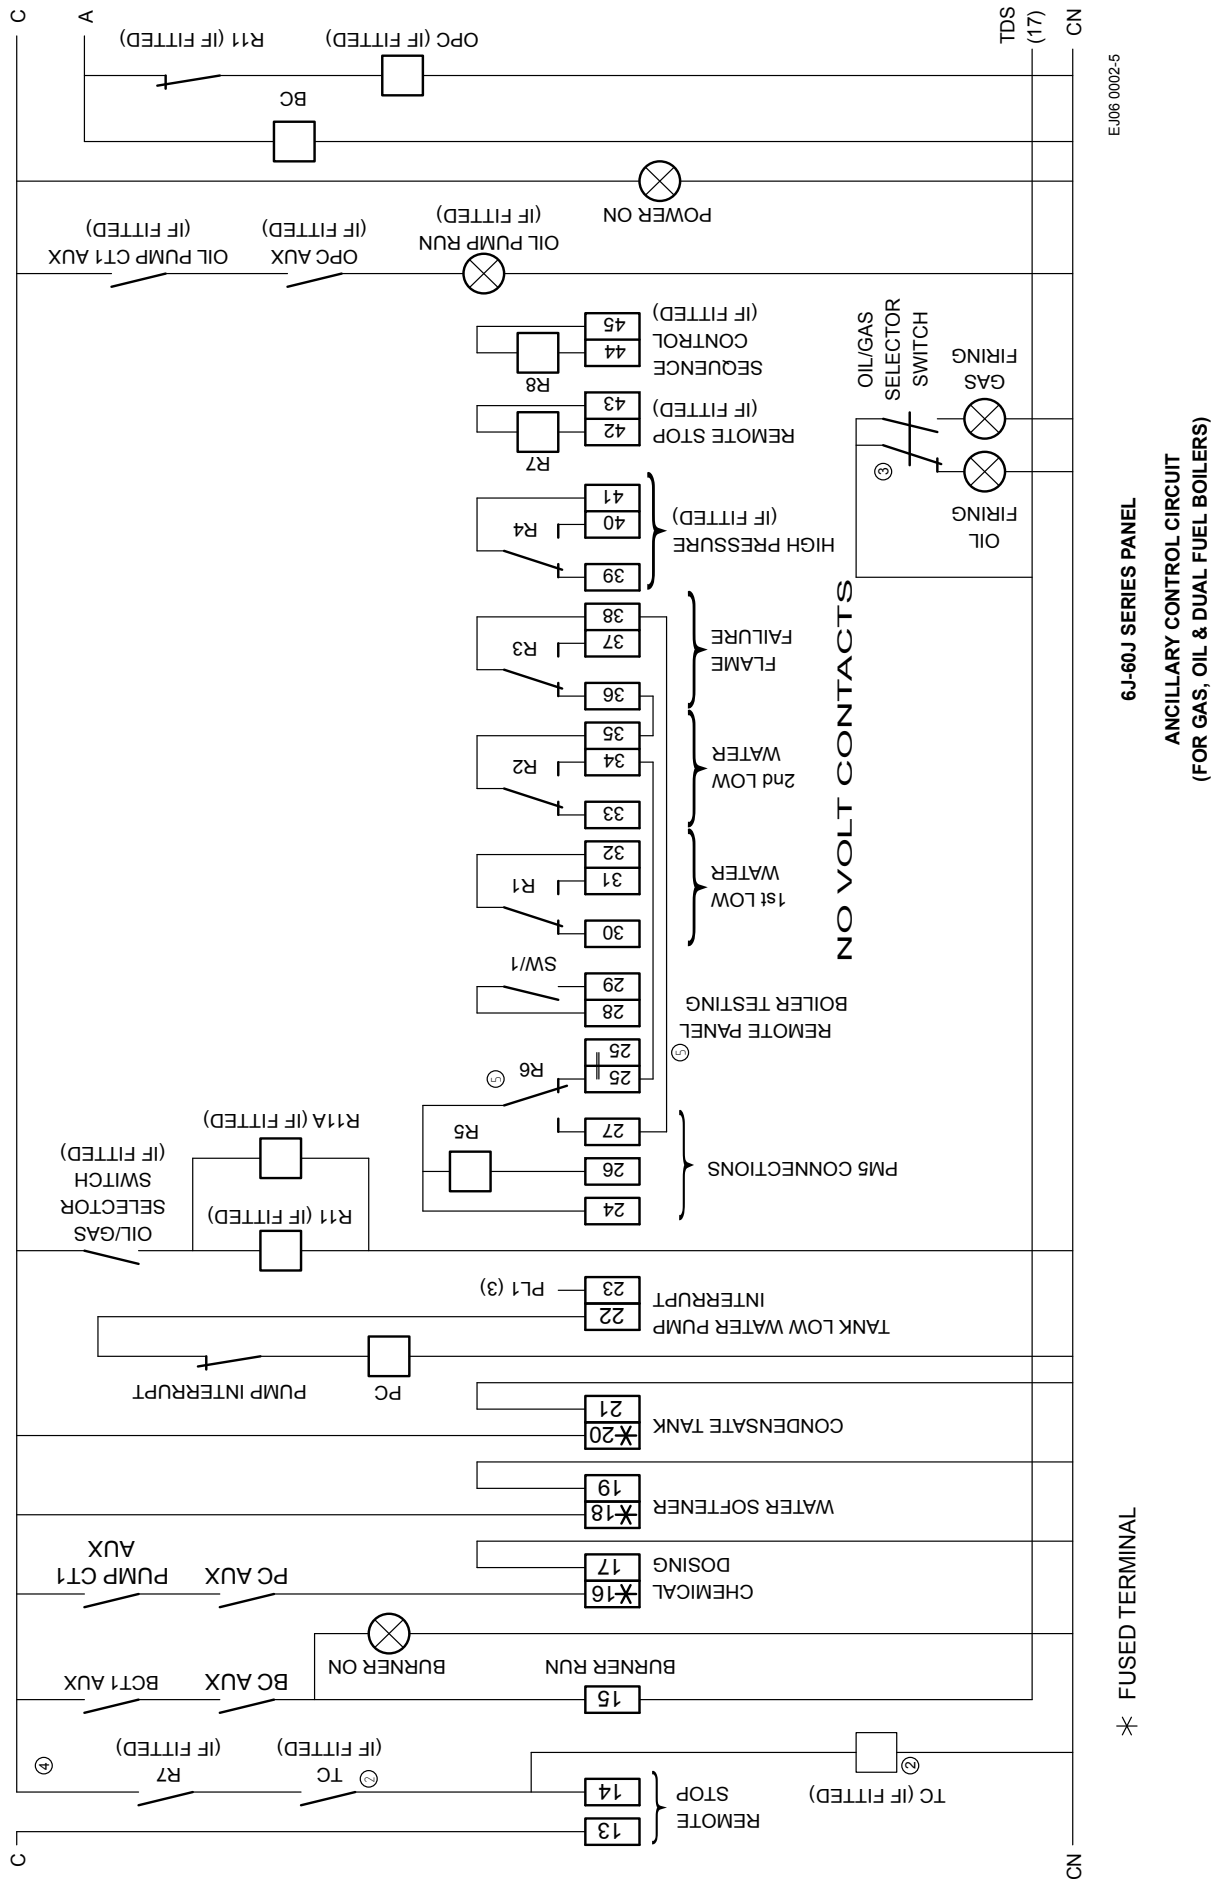 C
A
TDS
(17)
CN
EJ06 0002-5
R11 (IF FITTED)
OPC (IF FITTED)
BC
POWER ON
OIL PUMP CT1 AUX
(IF FITTED)
OPC AUX
(IF FITTED)
OIL PUMP RUN
(IF FITTED)
45
44
SEQUENCE
CONTROL
(IF FITTED)
R8
43
42
REMOTE STOP
(IF FITTED)
R7
41
40
39
R4
HIGH PRESSURE
(IF FITTED)
38
37
36
R3
FLAME
FAILURE
35
34
33
R2
2nd LOW
WATER
32
31
30
R1
1st LOW
WATER
NO VOLT CONTACTS
OIL/GAS
SELECTOR
SWITCH
GAS
FIRING
3
OIL
FIRING
29
28
SW/1
REMOTE PANEL
BOILER TESTING
25
25
R6
5
5
27
26
24
R5
PM5 CONNECTIONS
OIL/GAS
SELECTOR
SWITCH
(IF FITTED)
R11A (IF FITTED)
R11 (IF FITTED)
23
22
PL1 (3)
TANK LOW WATER PUMP
INTERRUPT
PUMP INTERRUPT
PC
21
*20
CONDENSATE TANK
19
*18
WATER SOFTENER
17
*16
CHEMICAL
DOSING
PUMP CT1
AUX
PC AUX
BURNER ON
BCT1 AUX
BC AUX
BURNER RUN
15
4
R7
(IF FITTED)
TC
(IF FITTED)
2
14
13
REMOTE
STOP
TC (IF FITTED)
2
C
CN
* FUSED TERMINAL
6J-60J SERIES PANEL
ANCILLARY CONTROL CIRCUIT
(FOR GAS, OIL & DUAL FUEL BOILERS)